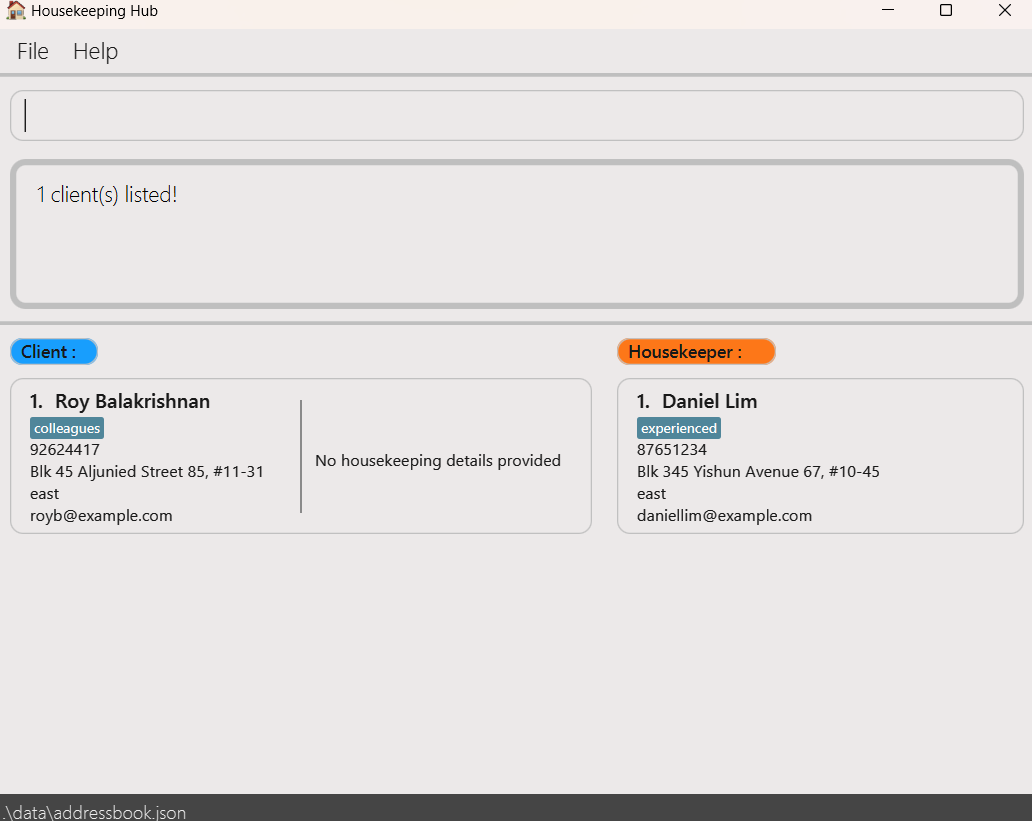 Housekeeping Hub
File Help
1 client(s) listed!
Client :
1. Roy Balakrishnan
colleagues
92624417
Blk 45 Aljunied Street 85, #11-31
east
royb@example.com
No housekeeping details provided
Housekeeper :
1. Daniel Lim
experienced
87651234
Blk 345 Yishun Avenue 67, #10-45
east
daniellim@example.com
.\data\addressbook.json